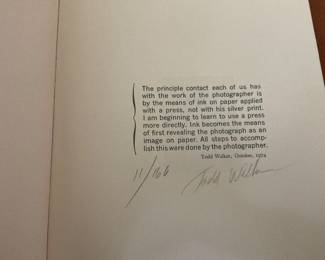 The principle contact each of us has
with the work of the photographer is
by the means of ink on paper applied
with a press, not with his silver print.
I am beginning to learn to use a press
more directly. Ink becomes the means
of first revealing the photograph as an
image on paper. All steps to accomp-
lish this were done by the photographer.
Todd Walker, October, 1974
11/166
Todd Walker